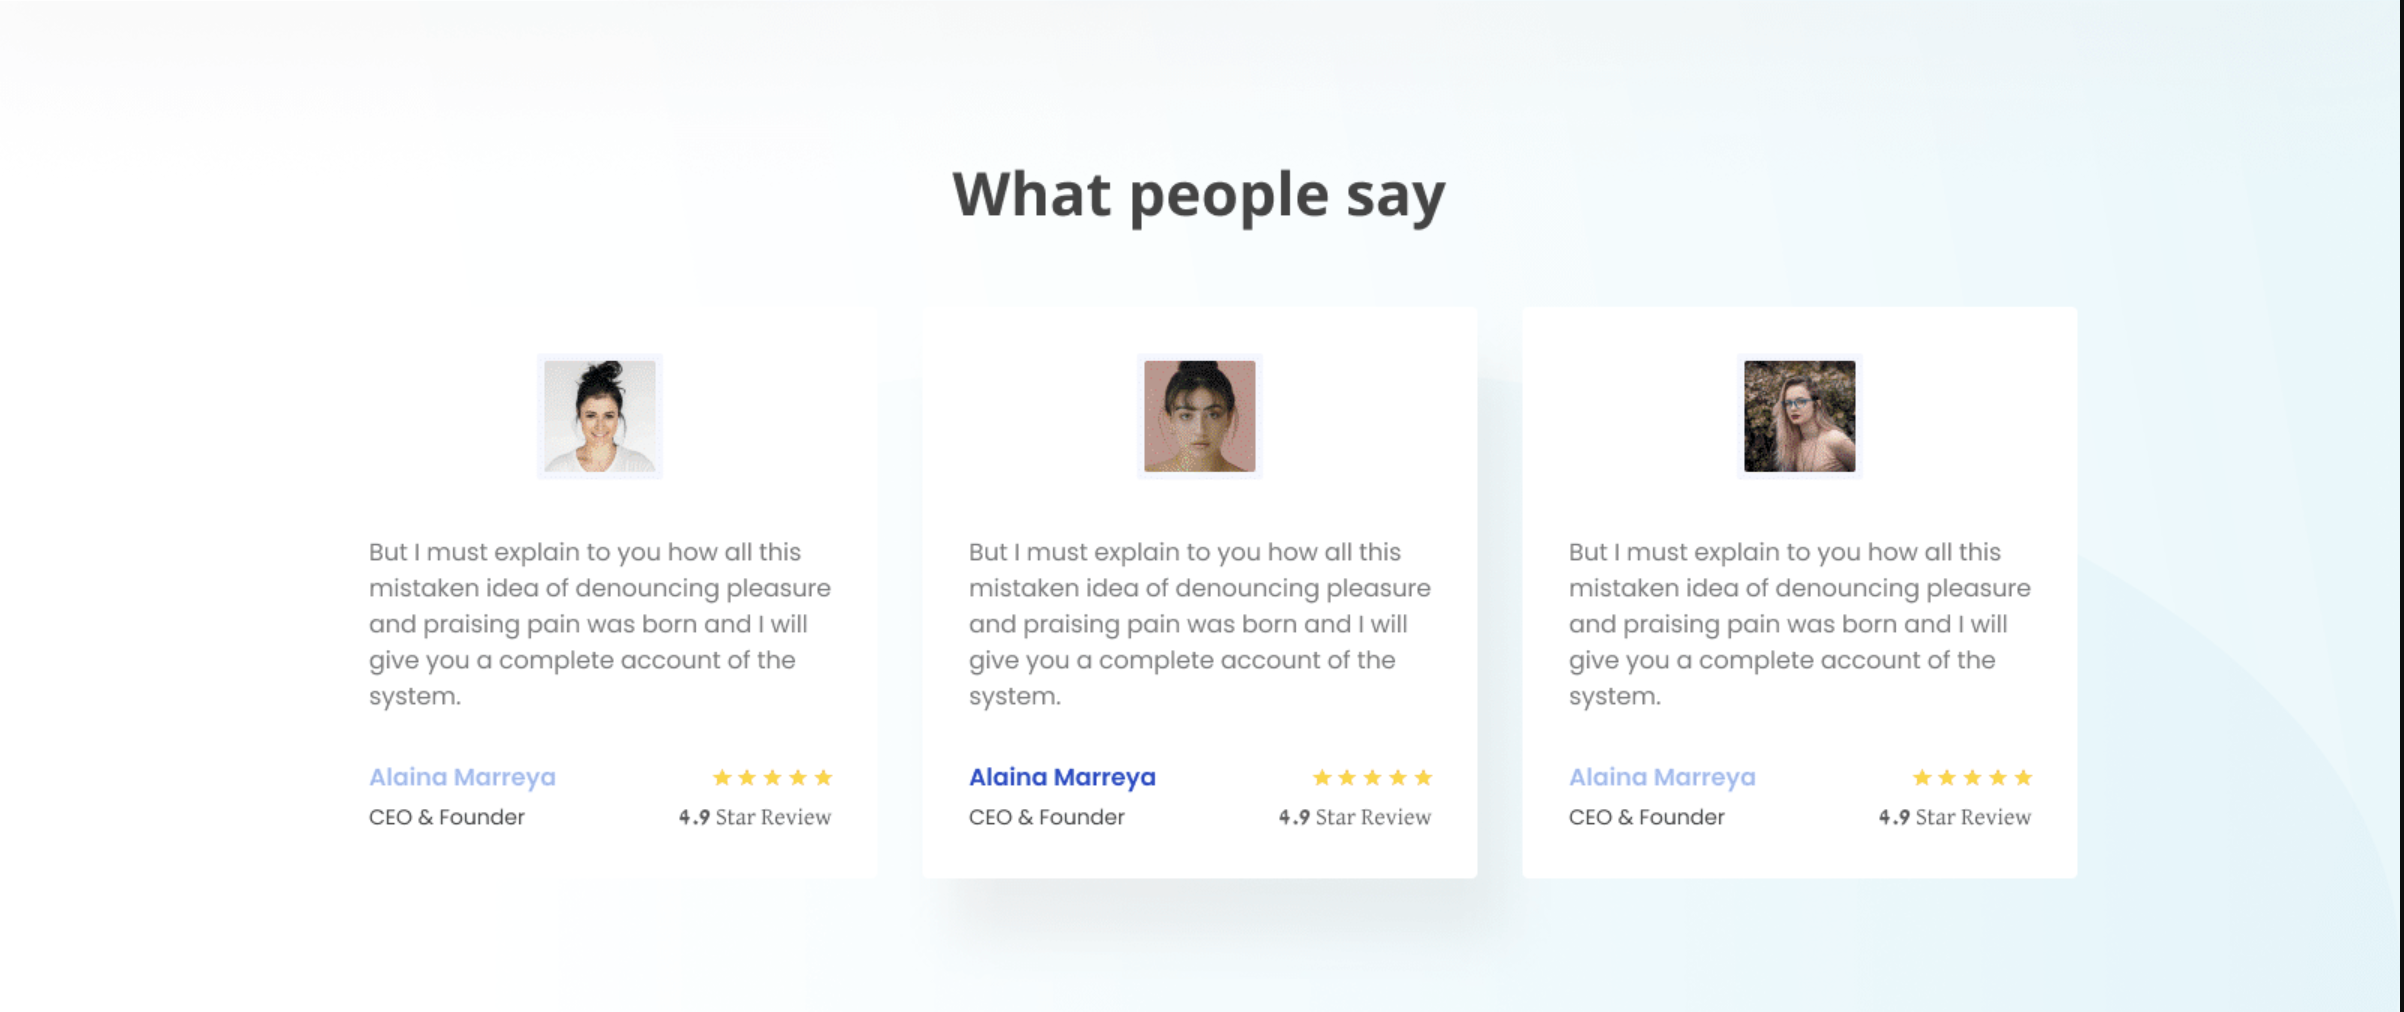 What people say
But I must explain to you how all this
mistaken idea of denouncing pleasure
and praising pain was born and I will
give you a complete account of the
system.
Alaina Marreya
CEO & Founder
4.9 Star Review
But I must explain to you how all this
mistaken idea of denouncing pleasure
and praising pain was born and I will
give you a complete account of the
system.
Alaina Marreya
CEO & Founder
4.9 Star Review
But I must explain to you how all this
mistaken idea of denouncing pleasure
and praising pain was born and I will
give you a complete account of the
system.
Alaina Marreya
CEO & Founder
4.9 Star Review